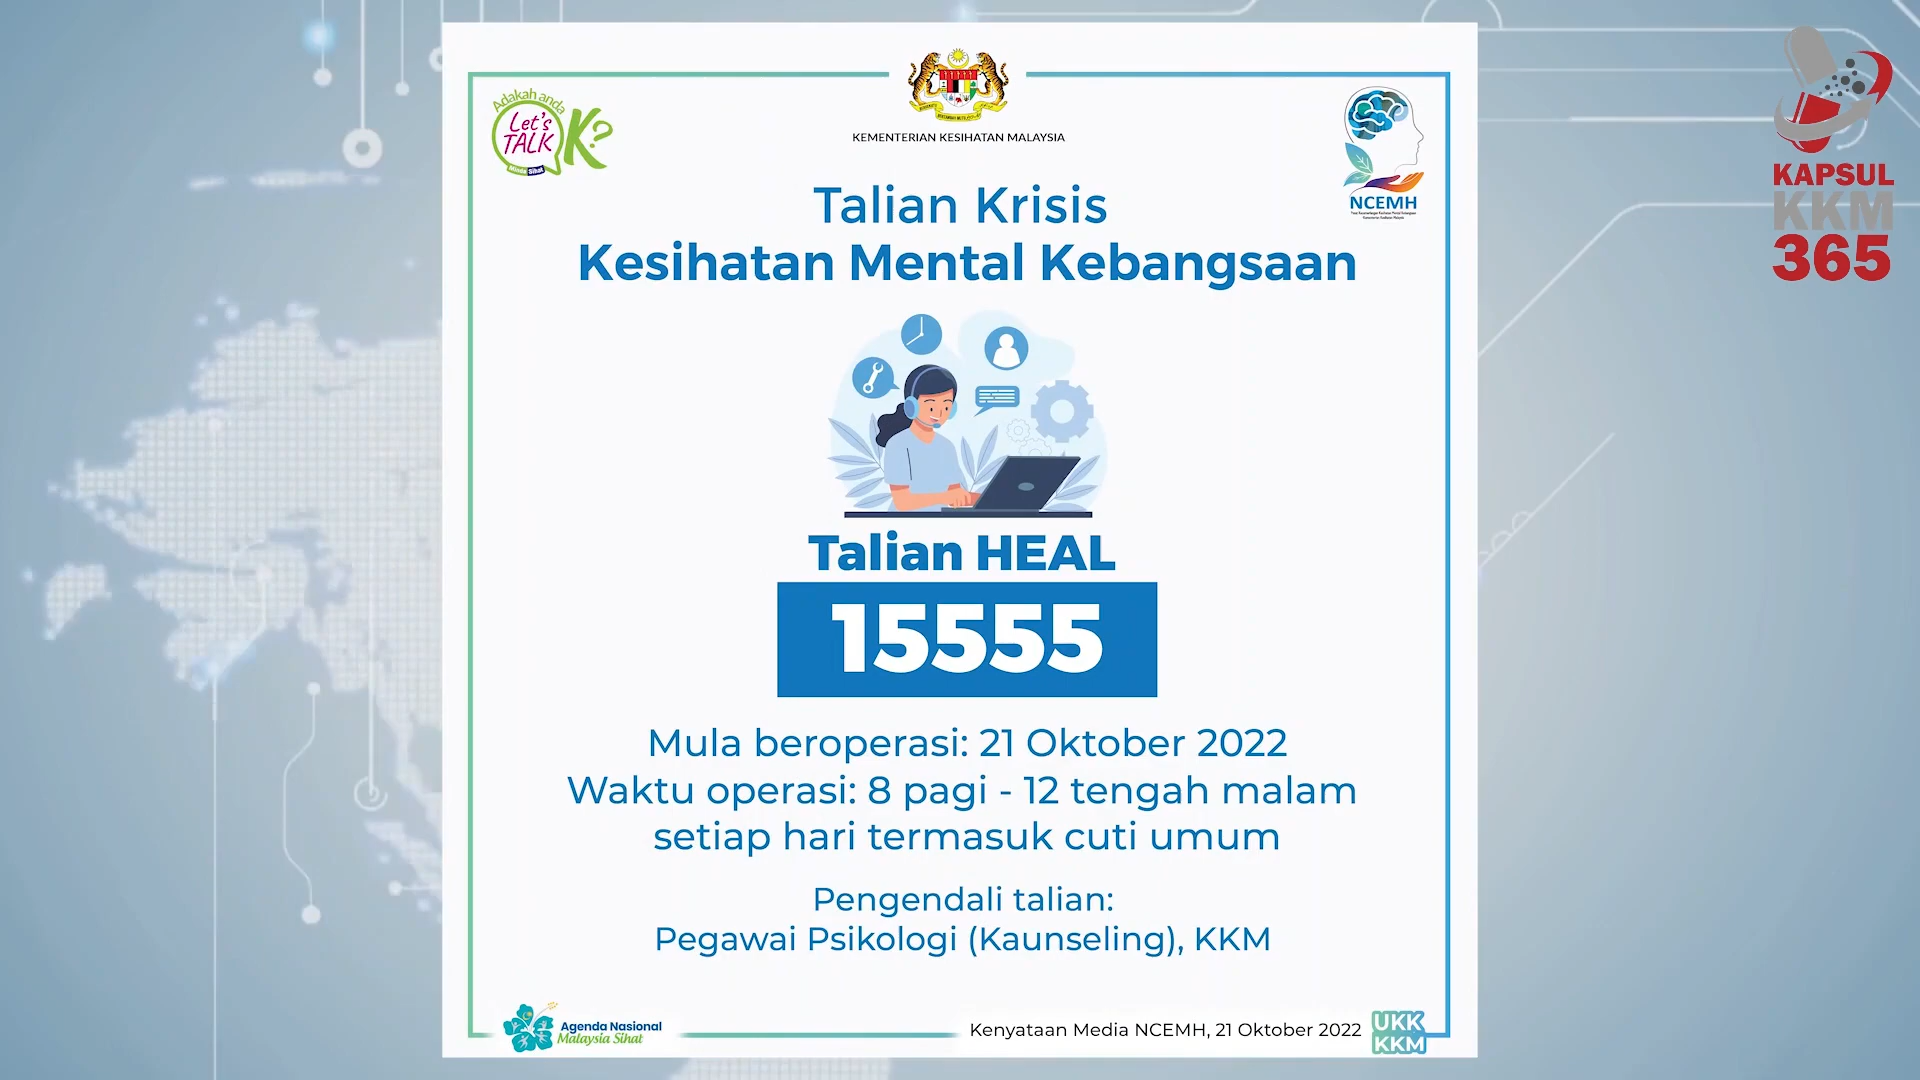 Adakah anda
Let's
TALK
K?
Minda Sihat
KEMENTERIAN KESIHATAN MALAYSIA
NCEMH
KAPSUL
KKM
365
Talian Krisis
Kesihatan Mental Kebangsaan
Talian HEAL
15555
Mula beroperasi: 21 Oktober 2022
Waktu operasi: 8 pagi - 12 tengah malam
setiap hari termasuk cuti umum
Pengendali talian:
Pegawai Psikologi (Kaunseling), KKM
Agenda Nasional
Malaysia Sihat
Kenyataan Media NCEMH, 21 Oktober 2022
UKK
KKM